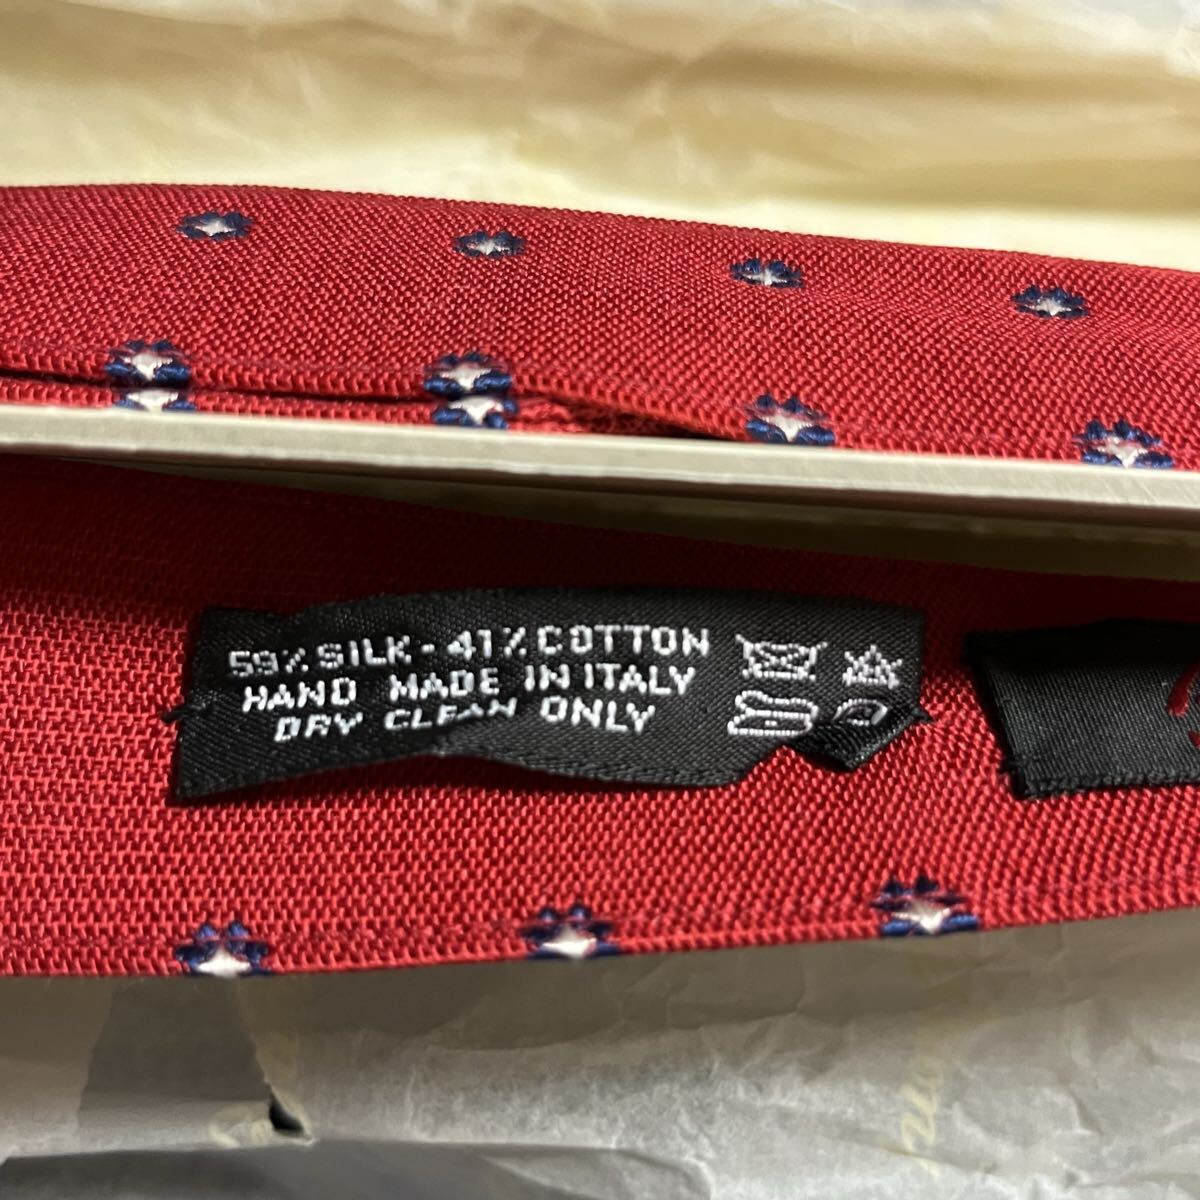 59% SILK - 41% COTTON
HAND MADE IN ITALY
DRY CLEAN ONLY